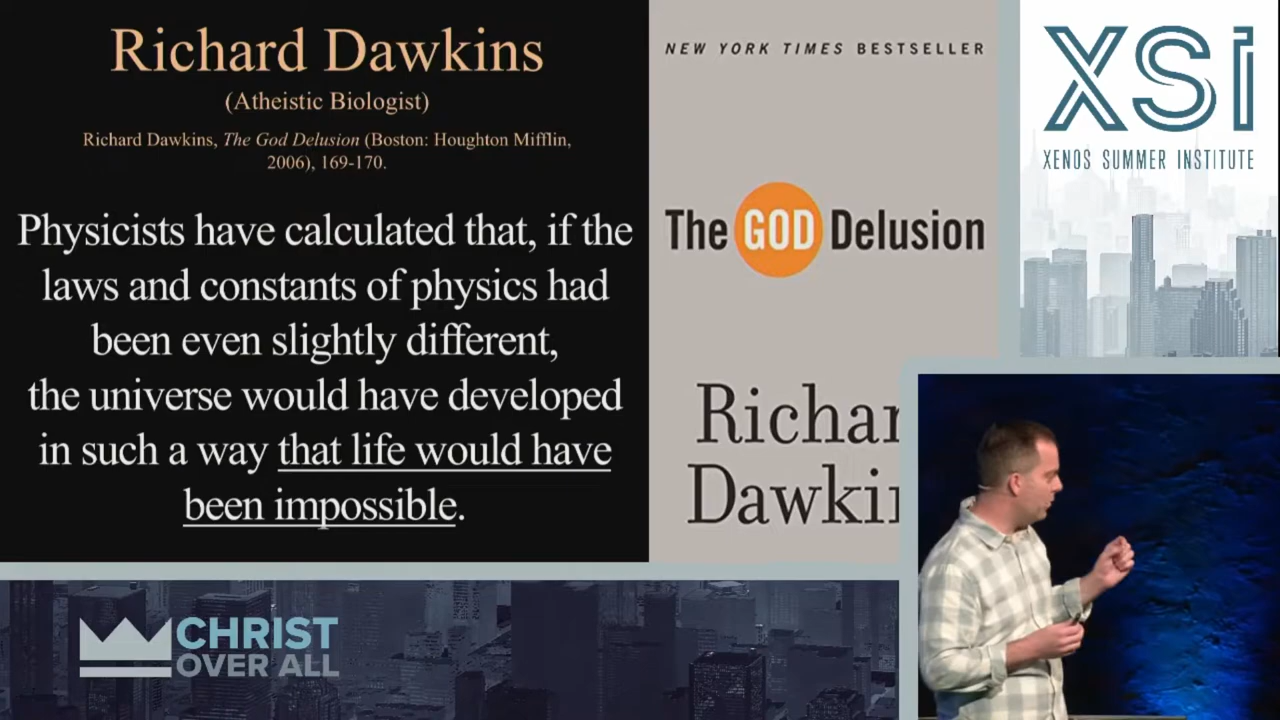 Richard Dawkins
(Atheistic Biologist)
Richard Dawkins, The God Delusion (Boston: Houghton Mifflin,
2006), 169-170.
Physicists have calculated that, if the
laws and constants of physics had
been even slightly different,
the universe would have developed
in such a way that life would have
been impossible.
NEW YORK TIMES BESTSELLER
The GOD Delusion
Richar
Dawki
XSi
XENOS SUMMER INSTITUTE
CHRIST
OVER ALL